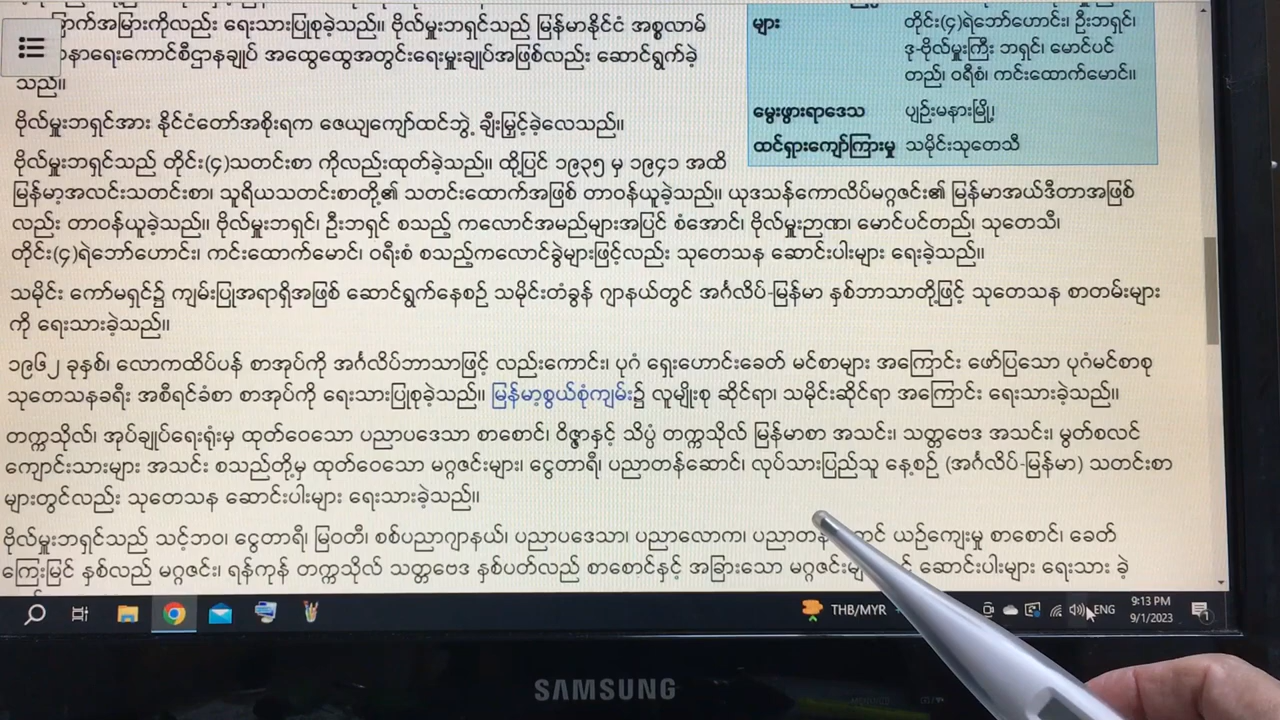 ြောက်အမြားကိုလည်း ရေးသားပြုစုခဲ့သည်။ ဗိုလ်မှူးဘရှင်သည် မြန်မာနိုင်ငံ အစ္စလာမ်
သာနာရေးကောင်စီဌာနချုပ် အထွေထွေအတွင်းရေးမှူးချုပ်အဖြစ်လည်း ဆောင်ရွက်ခဲ့
သည်။
ဗိုလ်မှူးဘရှင်အား နိုင်ငံတော်အစိုးရက ဇေယျကျော်ထင်ဘွဲ့ ချီးမြှင့်ခဲ့လေသည်။
ဗိုလ်မှူးဘရှင်သည် တိုင်း(၄)သတင်းစာ ကိုလည်းထုတ်ခဲ့သည်။ ထို့ပြင် ၁၉၃၅ မှ ၁၉၄၁ အထိ
မြန်မာ့အလင်းသတင်းစာ၊ သူရိယသတင်းစာတို့၏ သတင်းထောက်အဖြစ် တာဝန်ယူခဲ့သည်။ ယုဒသန်ကောလိပ်မဂ္ဂဇင်း၏ မြန်မာအယ်ဒီတာအဖြစ်
လည်း တာဝန်ယူခဲ့သည်။ ဗိုလ်မှူးဘရှင်၊ ဦးဘရှင် စသည့် ကလောင်အမည်များအပြင် စံအောင်၊ ဗိုလ်မှူးဉာဏ၊ မောင်ပင်တည်၊ သုတေသီ၊
တိုင်း(၄)ရဲဘော်ဟောင်း၊ ကင်းထောက်မောင်၊ ဝရီးစံ စသည့်ကလောင်ခွဲများဖြင့်လည်း သုတေသန ဆောင်းပါးများ ရေးခဲ့သည်။
သမိုင်း ကော်မရှင်၌ ကျမ်းပြုအရာရှိအဖြစ် ဆောင်ရွက်နေစဉ် သမိုင်းတံခွန် ဂျာနယ်တွင် အင်္ဂလိပ်-မြန်မာ နှစ်ဘာသာတို့ဖြင့် သုတေသန စာတမ်းများ
ကို ရေးသားခဲ့သည်။
၁၉၆၂ ခုနှစ်၊ လောကထိပ်ပန် စာအုပ်ကို အင်္ဂလိပ်ဘာသာဖြင့် လည်းကောင်း၊ ပုဂံ ရှေးဟောင်းခေတ် မင်စာများ အကြောင်း ဖော်ပြသော ပုဂံမင်စာစု
သုတေသနခရီး အစီရင်ခံစာ စာအုပ်ကို ရေးသားပြုစုခဲ့သည်။ မြန်မာ့စွယ်စုံကျမ်း၌ လူမျိုးစု ဆိုင်ရာ၊ သမိုင်းဆိုင်ရာ အကြောင်း ရေးသားခဲ့သည်။
တက္ကသိုလ်၊ အုပ်ချုပ်ရေးရုံးမှ ထုတ်ဝေသော ပညာပဒေသာ စာစောင်၊ ဝိဇ္ဇာနှင့် သိပ္ပံ တက္ကသိုလ် မြန်မာစာ အသင်း၊ သတ္တဗေဒ အသင်း၊ မွတ်စလင်
ကျောင်းသားများ အသင်း စသည်တို့မှ ထုတ်ဝေသော မဂ္ဂဇင်းများ၊ ငွေတာရီ၊ ပညာတန်ဆောင်၊ လုပ်သားပြည်သူ နေ့စဉ် (အင်္ဂလိပ်-မြန်မာ) သတင်းစာ
များတွင်လည်း သုတေသန ဆောင်းပါးများ ရေးသားခဲ့သည်။
ဗိုလ်မှူးဘရှင်သည် သင့်ဘဝ၊ ငွေတာရီ၊ မြဝတီ၊ စစ်ပညာဂျာနယ်၊ ပညာပဒေသာ၊ ပညာလောက၊ ယဉ်ကျေးမှု စာစောင်၊ ခေတ်
ကြေးမြင် နှစ်လည် မဂ္ဂဇင်း၊ ရန်ကုန် တက္ကသိုလ် သတ္တဗေဒ နှစ်ပတ်လည် စာစောင်နှင့် အခြားသော ဆောင်းပါးများ ရေးသား ခဲ့
များ တိုင်း(၄)ရဲဘော်ဟောင်း၊ ဦးဘရှင်၊
ဒု-ဗိုလ်မှူးကြီး ဘရှင်၊ မောင်ပင်
တည်၊ ဝရီစံ၊ ကင်းထောက်မောင်။
မွေးဖွားရာဒေသ ပျဉ်းမနားမြို့၊
ထင်ရှားကျော်ကြားမှု သမိုင်းသုတေသီ
THB/MYR ENG 9:13 PM
9/1/2023
1
SAMSUNG